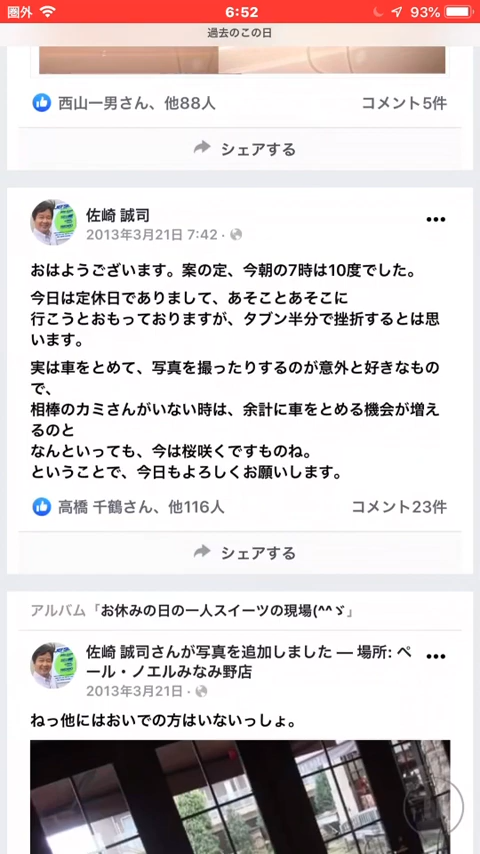 圏外 6:52 93%
過去のこの日
西山一男さん、他88人 コメント5件
シェアする
佐崎 誠司
2013年3月21日 7:42 ·
おはようございます。案の定、今朝の7時は10度でした。
今日は定休日でありまして、あそことあそこに
行こうとおもっておりますが、タブン半分で挫折するとは思
います。
実は車をとめて、写真を撮ったりするのが意外と好きなもの
で、
相棒のカミさんがいない時は、余計に車をとめる機会が増え
るのと
なんといっても、今は桜咲くですものね。
ということで、今日もよろしくお願いします。
高橋 千鶴さん、他116人 コメント23件
シェアする
アルバム「お休みの日の一人スイーツの現場(^^ゞ」
佐崎 誠司さんが写真を追加しました — 場所: ペ
ール・ノエルみなみ野店
2013年3月21日 ·
ねっ他にはおいでの方はいないっしょ。